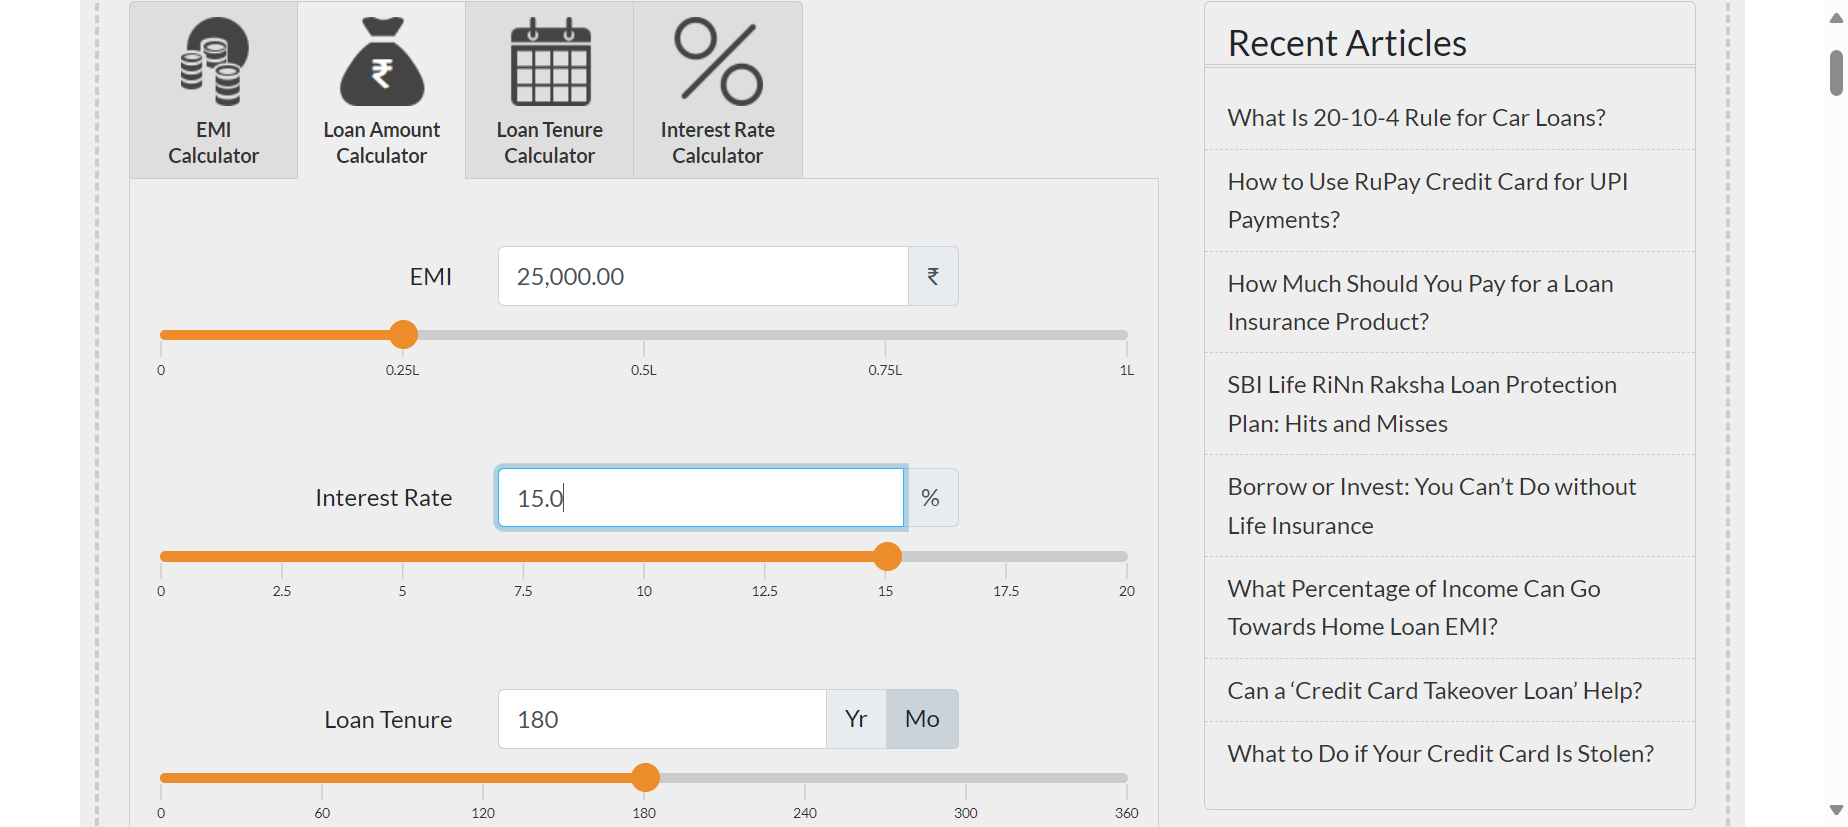 EMI
Calculator
Loan Amount
Calculator
Loan Tenure
Calculator
Interest Rate
Calculator
EMI
25,000.00
₹
0
0.25L
0.5L
0.75L
1L
Interest Rate
15.0
%
0
2.5
5
7.5
10
12.5
15
17.5
20
Loan Tenure
180
Yr
Mo
0
60
120
180
240
300
360
Recent Articles
What Is 20-10-4 Rule for Car Loans?
How to Use RuPay Credit Card for UPI
Payments?
How Much Should You Pay for a Loan
Insurance Product?
SBI Life RiNn Raksha Loan Protection
Plan: Hits and Misses
Borrow or Invest: You Can’t Do without
Life Insurance
What Percentage of Income Can Go
Towards Home Loan EMI?
Can a ‘Credit Card Takeover Loan’ Help?
What to Do if Your Credit Card Is Stolen?